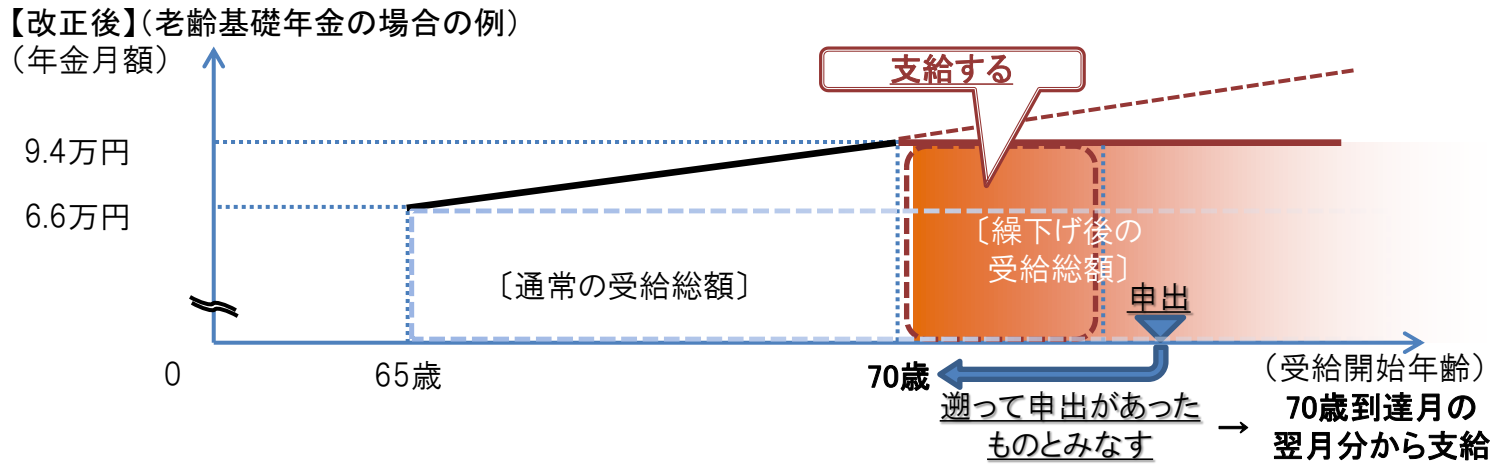 【改正後】（老齢基礎年金の場合の例）
（年金月額）
支給する
9.4万円
6.6万円
〔通常の受給総額〕
〔繰下げ後の
受給総額〕
申出
0
65歳
70歳
（受給開始年齢）
遡って申出があった
ものとみなす
→
70歳到達月の
翌月分から支給